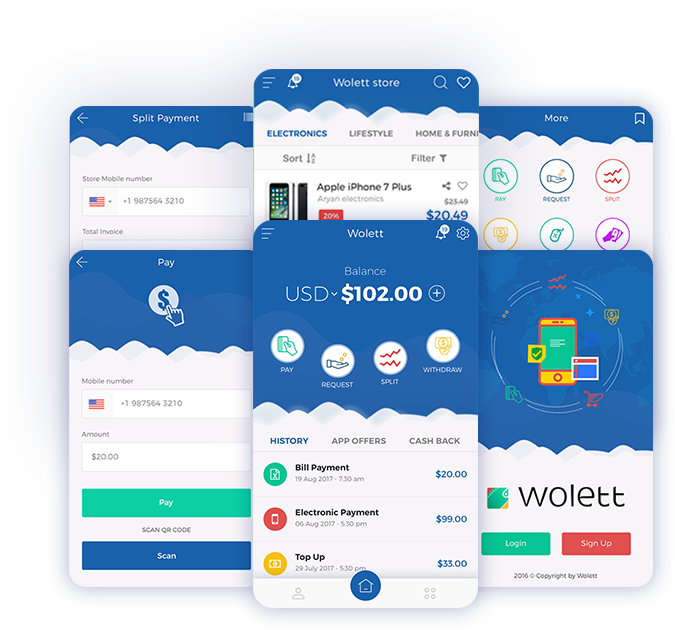 Split Payment
Store Mobile number
+1 987564 3210
Total Invoice
19
Wolett store
ELECTRONICS LIFESTYLE HOME & FURNI
Sort Filter
Apple iPhone 7 Plus
Aryan electronics
$23.49
20% $20.49
More
PAY REQUEST SPLIT
Pay
Mobile number
+1 987564 3210
Amount
$20.00
Pay
SCAN QR CODE
Scan
Wolett
19
Balance
USD $102.00
PAY REQUEST SPLIT WITHDRAW
HISTORY APP OFFERS CASH BACK
Bill Payment
19 Aug 2017 - 7:30 am
$20.00
Electronic Payment
06 Aug 2017 - 5:30 pm
$99.00
Top Up
29 July 2017 - 5:30 pm
$33.00
wolett
Login Sign Up
2016 © Copyright by Wolett